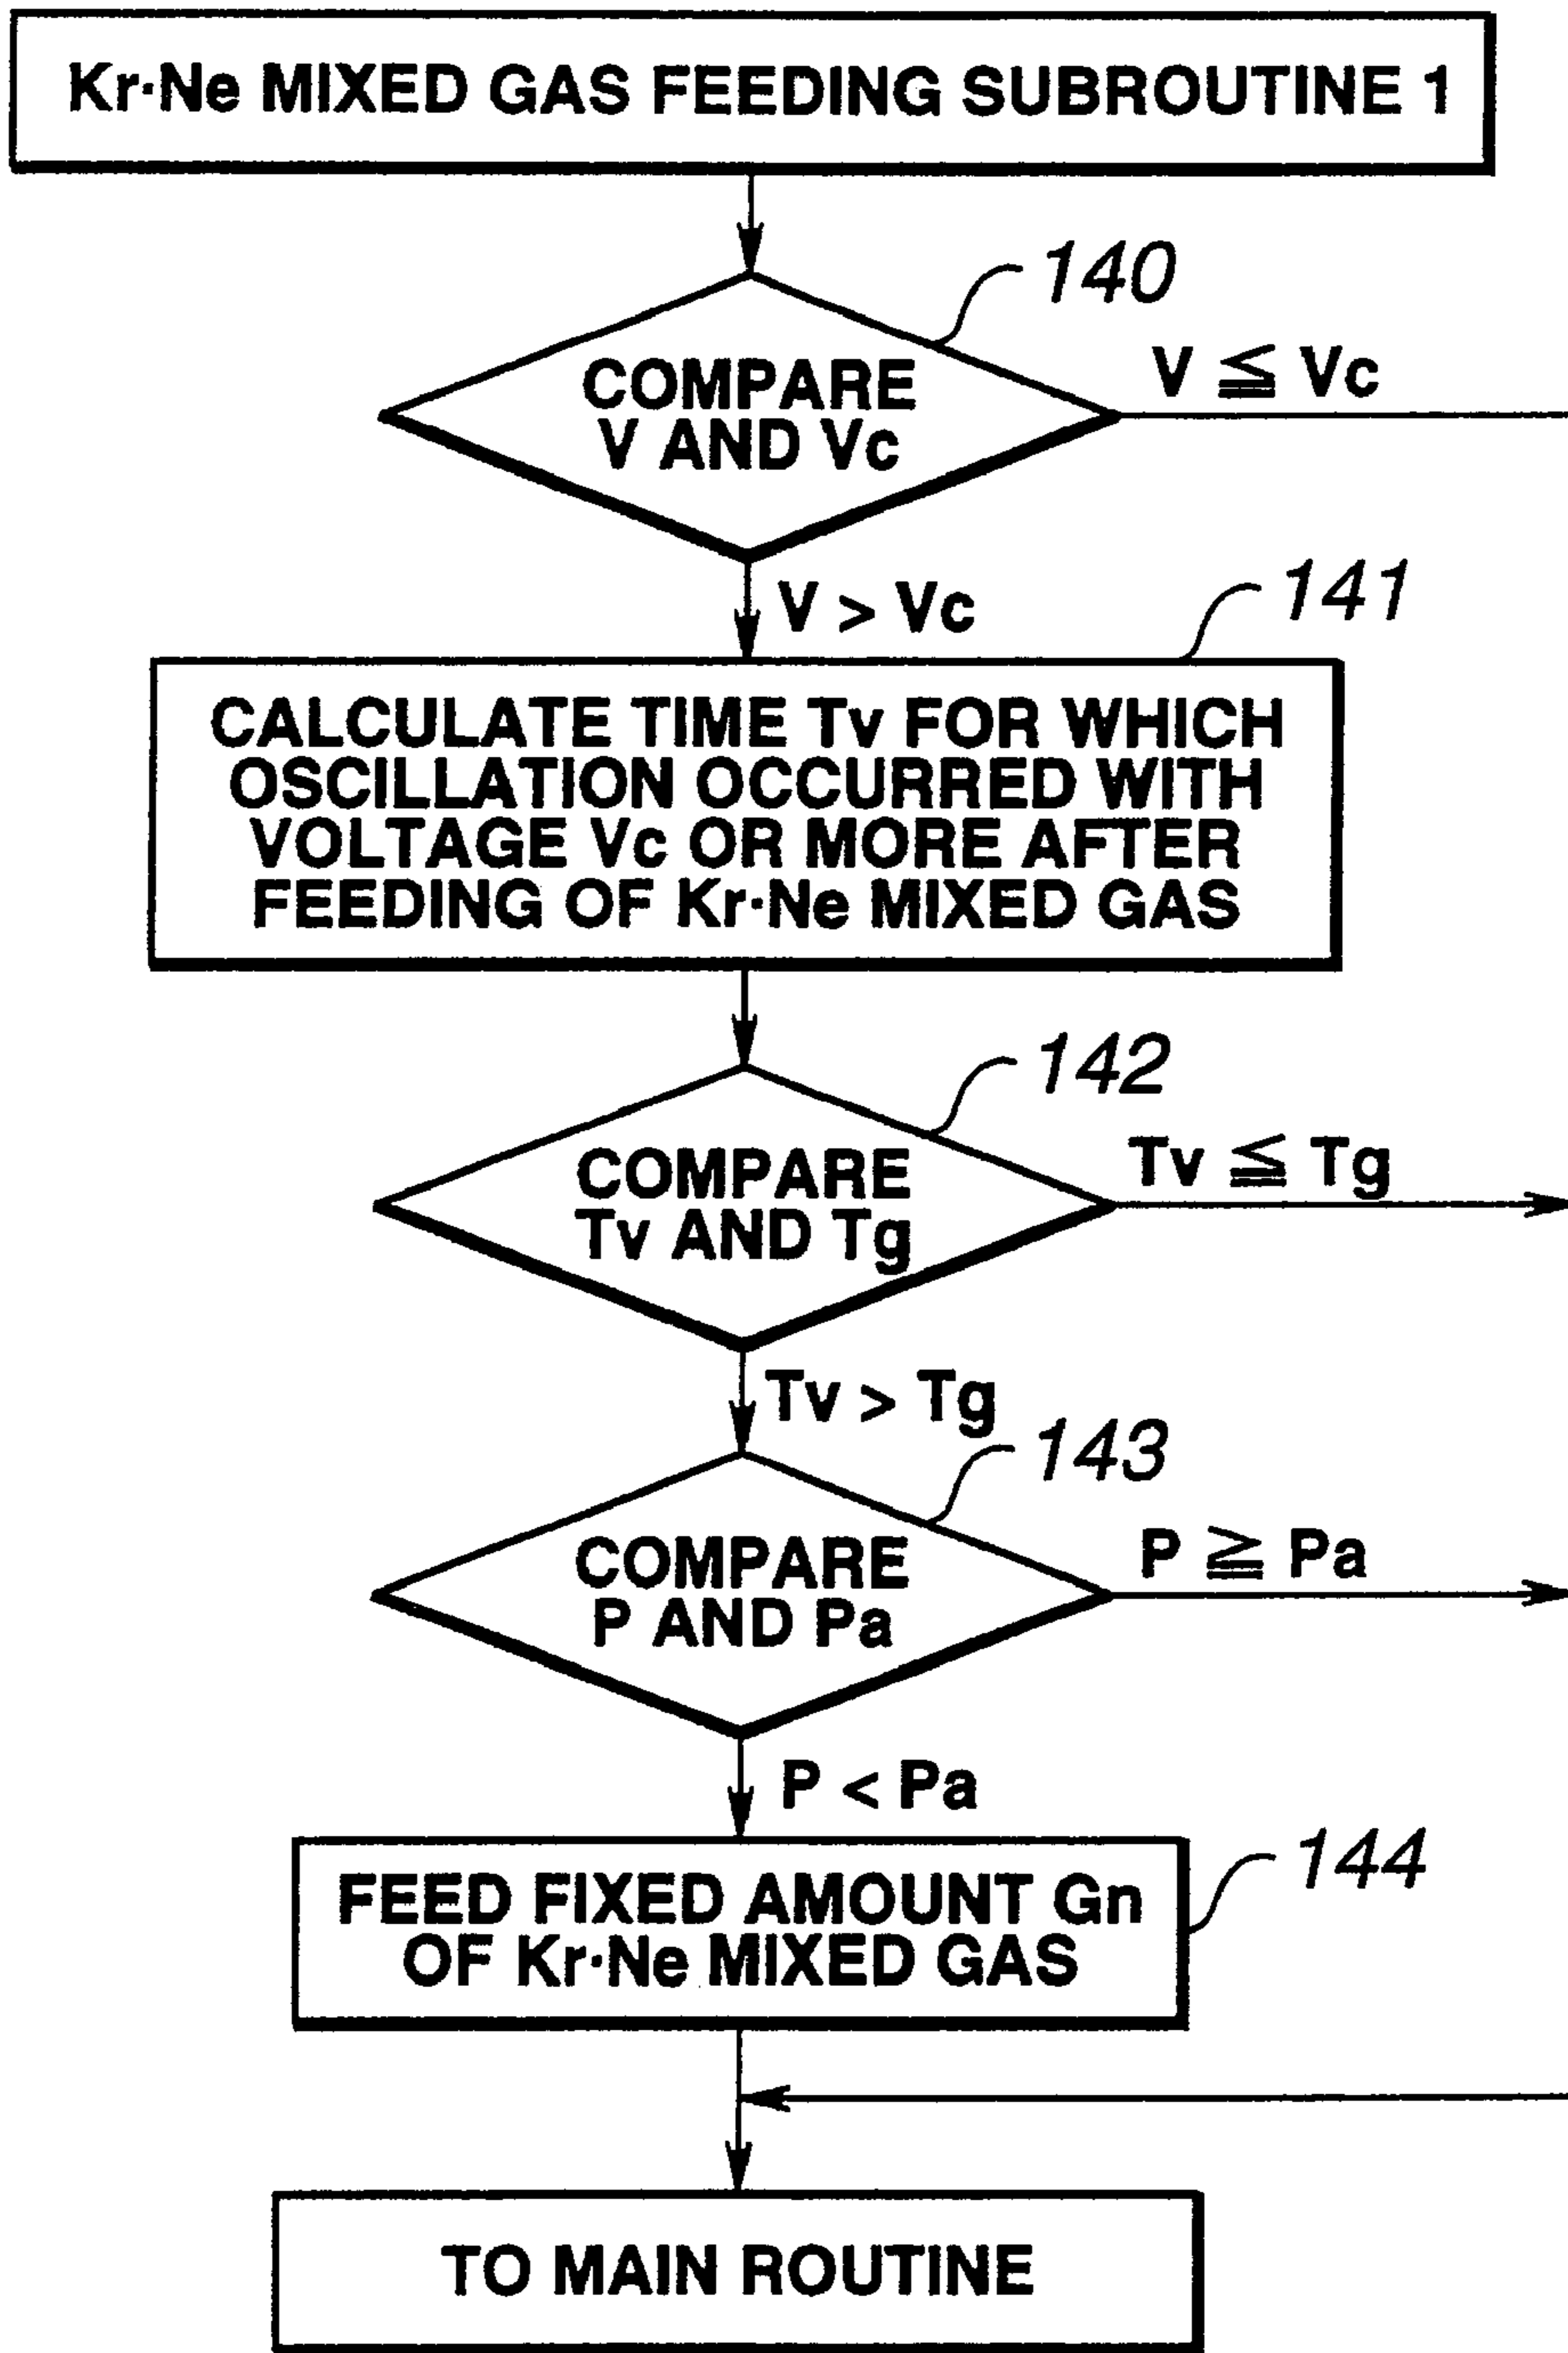 Kr·Ne MIXED GAS FEEDING SUBROUTINE 1
140
COMPARE
V AND Vc
V ≦ Vc
V > Vc
141
CALCULATE TIME Tv FOR WHICH
OSCILLATION OCCURRED WITH
VOLTAGE Vc OR MORE AFTER
FEEDING OF Kr·Ne MIXED GAS
142
COMPARE
Tv AND Tg
Tv ≦ Tg
Tv > Tg
143
COMPARE
P AND Pa
P ≧ Pa
P < Pa
144
FEED FIXED AMOUNT Gn
OF Kr·Ne MIXED GAS
TO MAIN ROUTINE